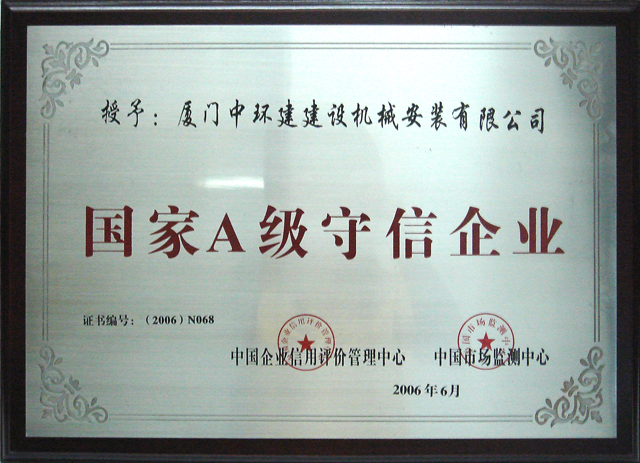 授予：厦门中环建建设机械安装有限公司
国家A级守信企业
证书编号：（2006）N068
中国企业信用评价管理中心 中国市场监测中心
2006年6月